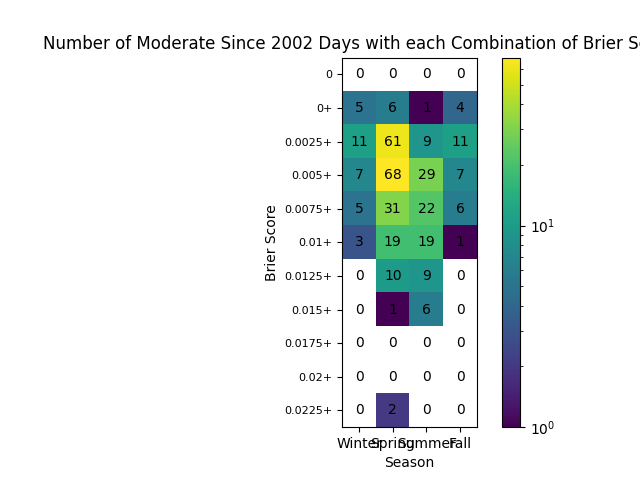 Number of Moderate Since 2002 Days with each Combination of Brier S
0 0 0 0 0
0+ 5 6 1 4
0.0025+ 11 61 9 11
0.005+ 7 68 29 7
0.0075+ 5 31 22 6
0.01+ 3 19 19 1
0.0125+ 0 10 9 0
0.015+ 0 1 6 0
0.0175+ 0 0 0 0
0.02+ 0 0 0 0
0.0225+ 0 2 0 0
Winter Spring Summer Fall
Season
Brier Score
10¹
10⁰